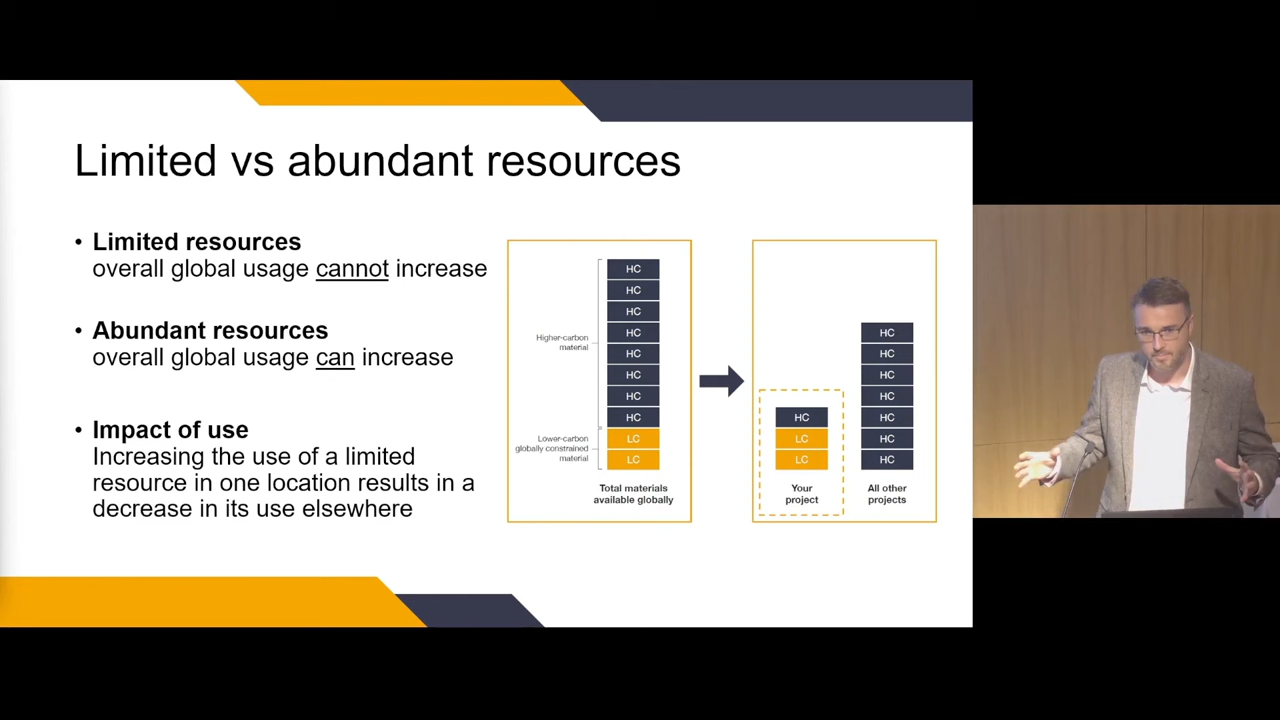 Limited vs abundant resources
• Limited resources
overall global usage cannot increase
• Abundant resources
overall global usage can increase
• Impact of use
Increasing the use of a limited
resource in one location results in a
decrease in its use elsewhere
Higher-carbon
material
Lower-carbon
globally constrained
material
HC
HC
HC
HC
HC
HC
HC
HC
LC
LC
Total materials
available globally
HC
LC
LC
Your
project
HC
HC
HC
HC
HC
HC
HC
All other
projects